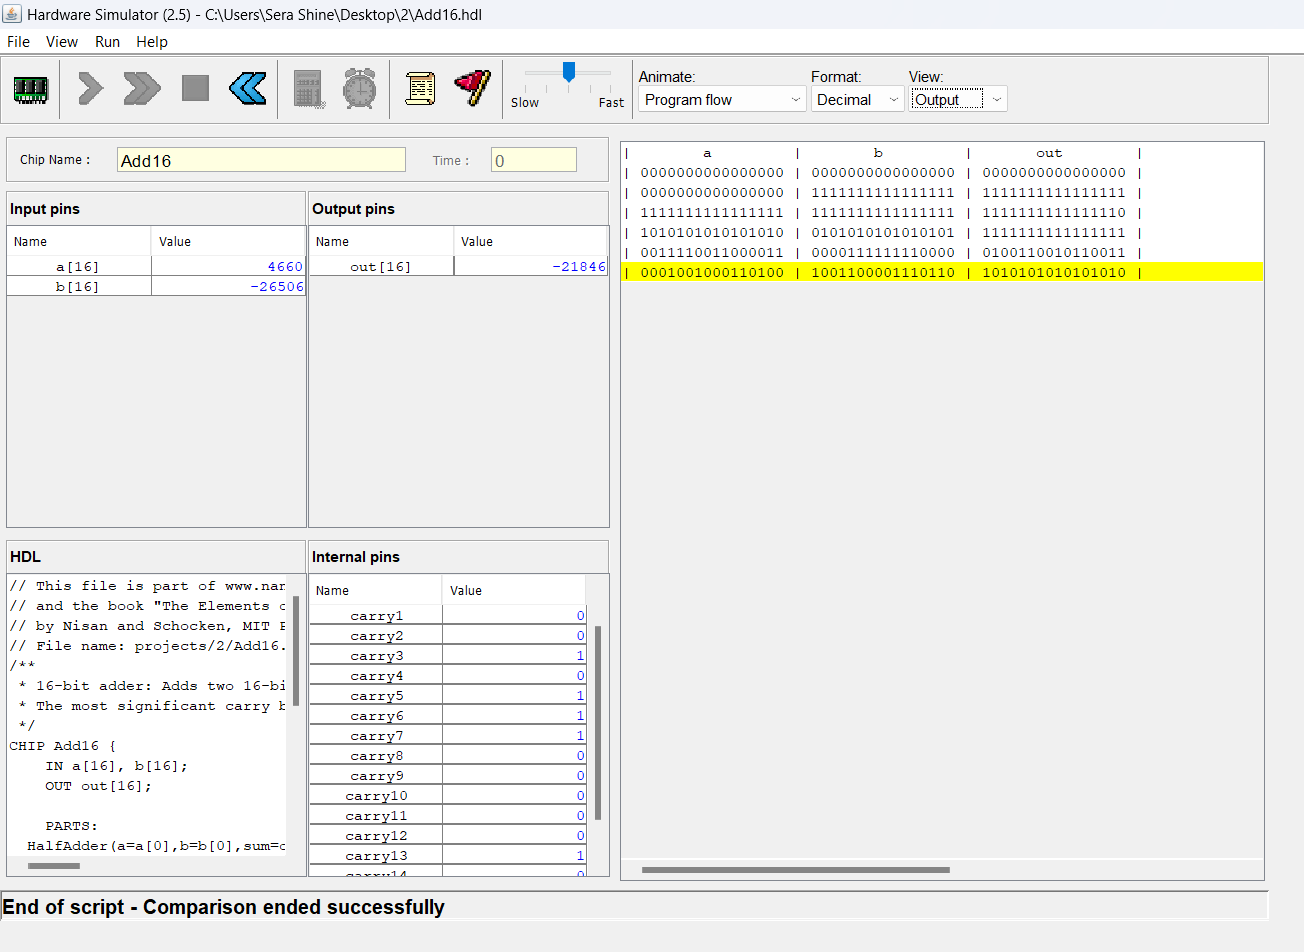 Hardware Simulator (2.5) - C:\Users\Sera Shine\Desktop\2\Add16.hdl
File View Run Help
Slow Fast
Animate: Format: View:
Program flow Decimal Output
Chip Name : Add16 Time : 0
Input pins
Name Value
a[16] 4660
b[16] -26506
Output pins
Name Value
out[16] -21846
| a | b | out |
| 0000000000000000 | 0000000000000000 | 0000000000000000 |
| 0000000000000000 | 1111111111111111 | 1111111111111111 |
| 1111111111111111 | 1111111111111111 | 1111111111111110 |
| 1010101010101010 | 0101010101010101 | 1111111111111111 |
| 0011110011000011 | 0000111111110000 | 0100110010110011 |
| 0001001000110100 | 1001100001110110 | 1010101010101010 |
HDL
// This file is part of www.nan
// and the book "The Elements o
// by Nisan and Schocken, MIT P
// File name: projects/2/Add16.
/**
* 16-bit adder: Adds two 16-bi
* The most significant carry b
*/
CHIP Add16 {
IN a[16], b[16];
OUT out[16];
PARTS:
HalfAdder(a=a[0],b=b[0],sum=o
Internal pins
Name Value
carry1 0
carry2 0
carry3 1
carry4 0
carry5 1
carry6 1
carry7 1
carry8 0
carry9 0
carry10 0
carry11 0
carry12 0
carry13 1
carry14 0
End of script - Comparison ended successfully